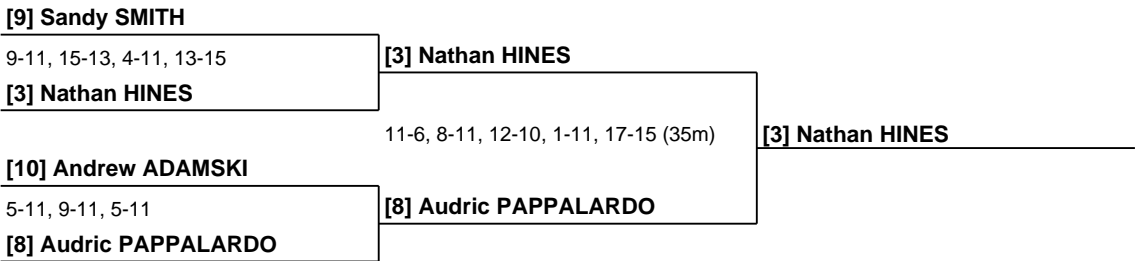 [9] Sandy SMITH
9-11, 15-13, 4-11, 13-15
[3] Nathan HINES
[3] Nathan HINES
11-6, 8-11, 12-10, 1-11, 17-15 (35m)
[3] Nathan HINES
[10] Andrew ADAMSKI
5-11, 9-11, 5-11
[8] Audric PAPPALARDO
[8] Audric PAPPALARDO